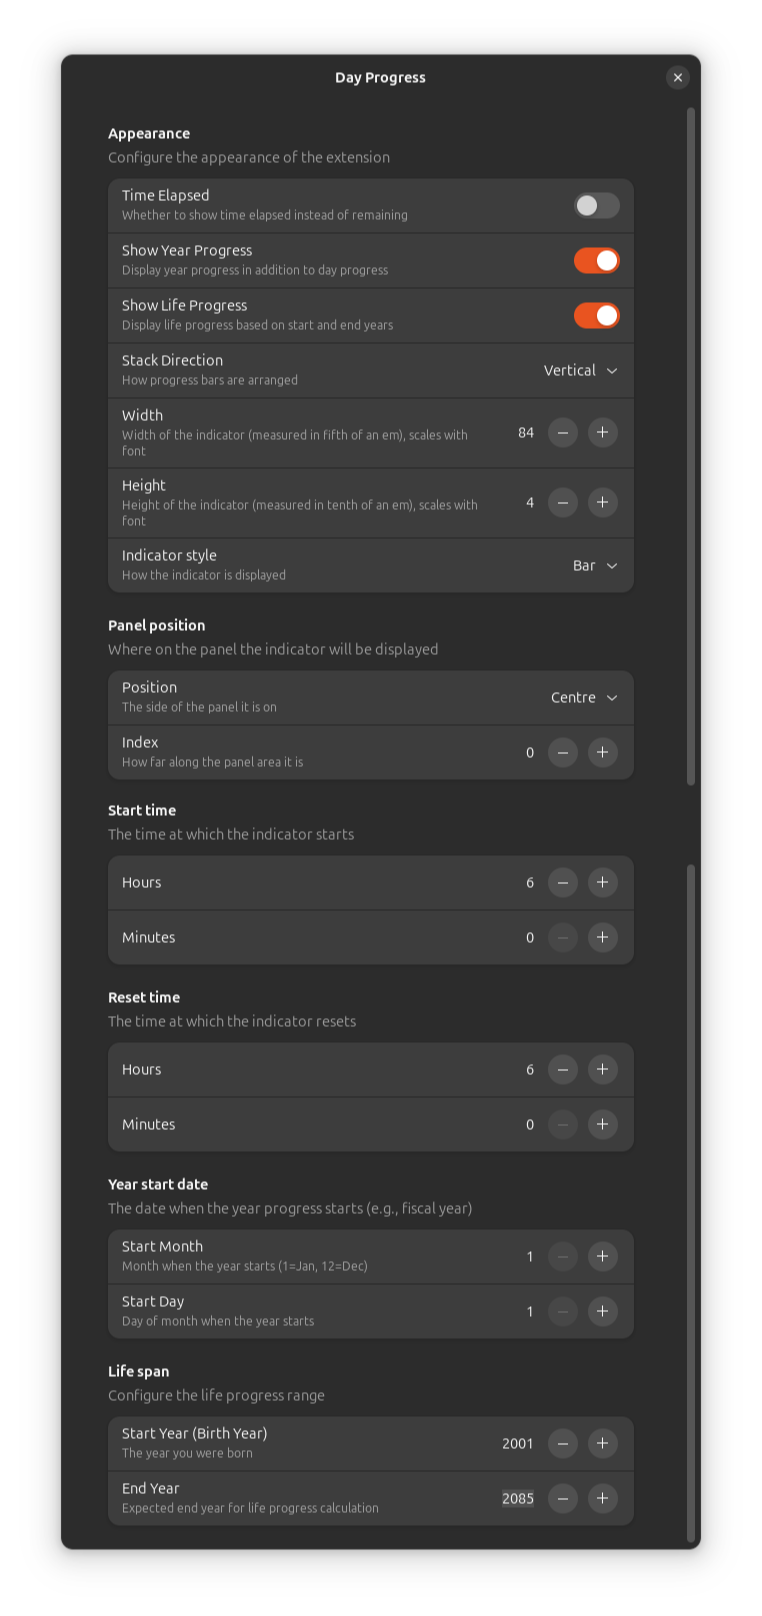 Day Progress
Appearance
Configure the appearance of the extension
Time Elapsed
Whether to show time elapsed instead of remaining
Show Year Progress
Display year progress in addition to day progress
Show Life Progress
Display life progress based on start and end years
Stack Direction
How progress bars are arranged
Vertical
Width
Width of the indicator (measured in fifth of an em), scales with
font
84
Height
Height of the indicator (measured in tenth of an em), scales with
font
4
Indicator style
How the indicator is displayed
Bar
Panel position
Where on the panel the indicator will be displayed
Position
The side of the panel it is on
Centre
Index
How far along the panel area it is
0
Start time
The time at which the indicator starts
Hours
6
Minutes
0
Reset time
The time at which the indicator resets
Hours
6
Minutes
0
Year start date
The date when the year progress starts (e.g., fiscal year)
Start Month
Month when the year starts (1=Jan, 12=Dec)
1
Start Day
Day of month when the year starts
1
Life span
Configure the life progress range
Start Year (Birth Year)
The year you were born
2001
End Year
Expected end year for life progress calculation
2085